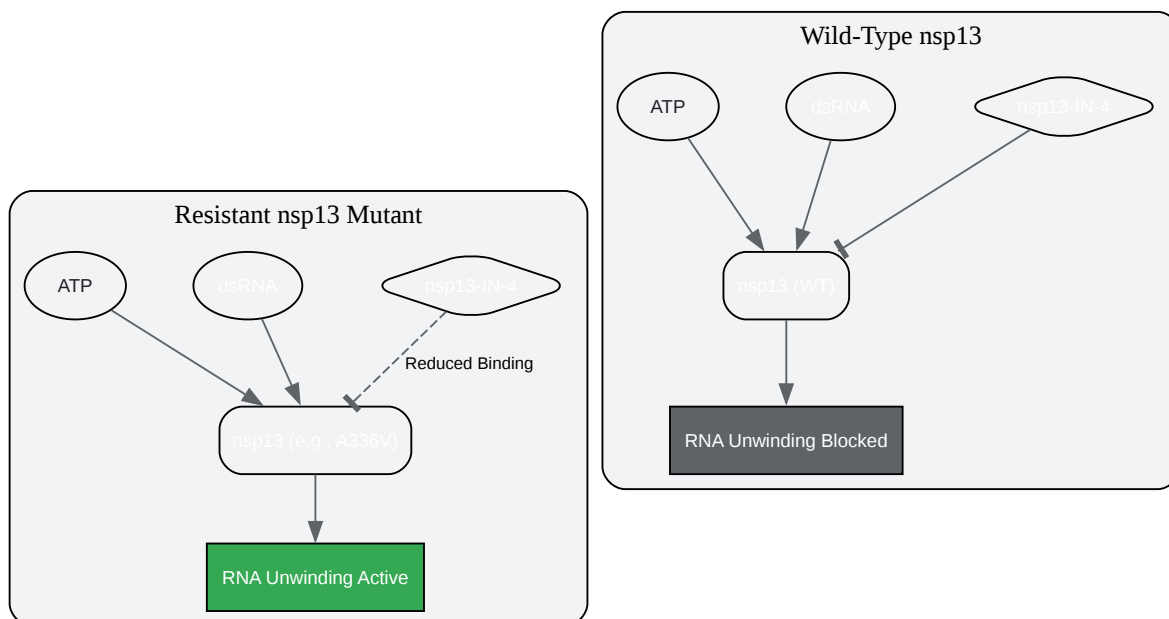 Wild-Type nsp13
ATP
dsRNA
nsp13-IN-4
nsp13 (WT)
RNA Unwinding Blocked
Resistant nsp13 Mutant
ATP
dsRNA
nsp13-IN-4
Reduced Binding
nsp13 (e.g., A336V)
RNA Unwinding Active